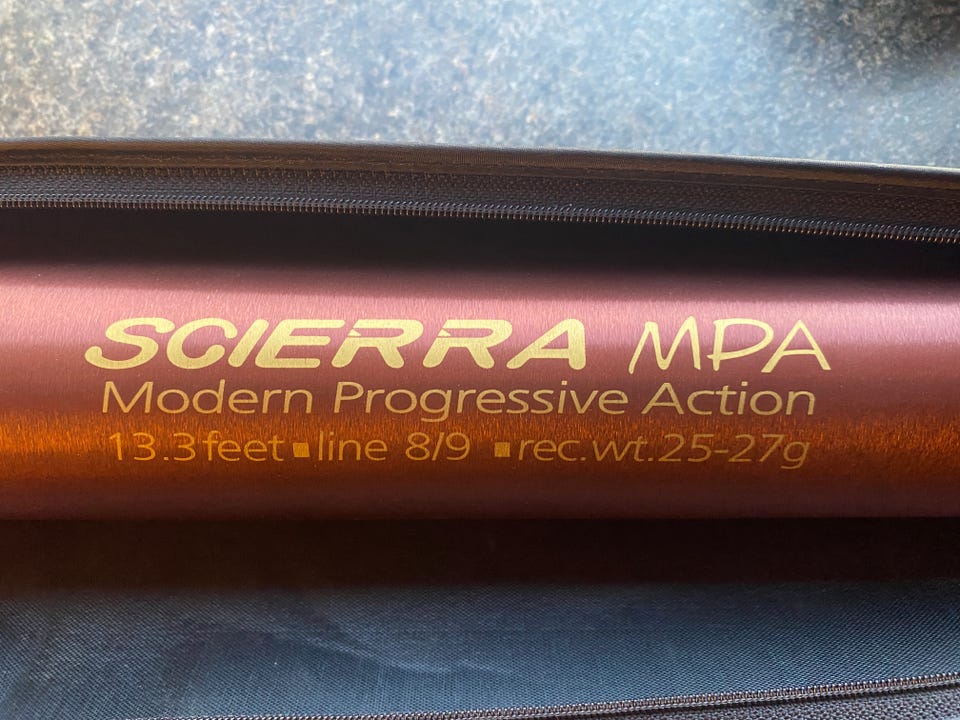 SCIERRA MPA
Modern Progressive Action
13.3feet■line 8/9 ■rec.wt.25-27g